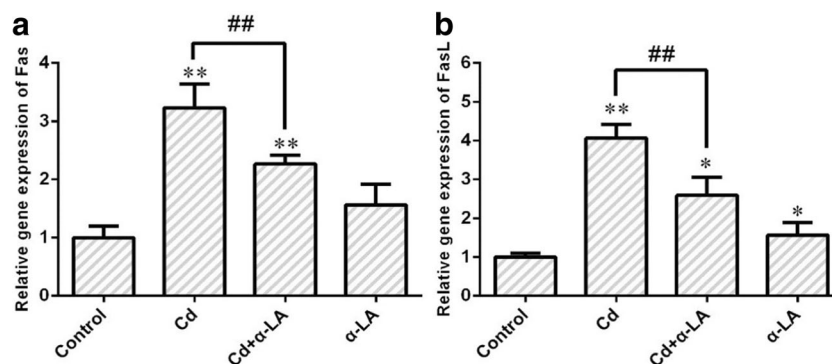 a
Relative gene expression of Fas
4
3
2
1
0
##
**
**
Control
Cd
Cd+α-LA
α-LA
b
Relative gene expression of FasL
6
5
4
3
2
1
0
##
**
*
*
Control
Cd
Cd+α-LA
α-LA